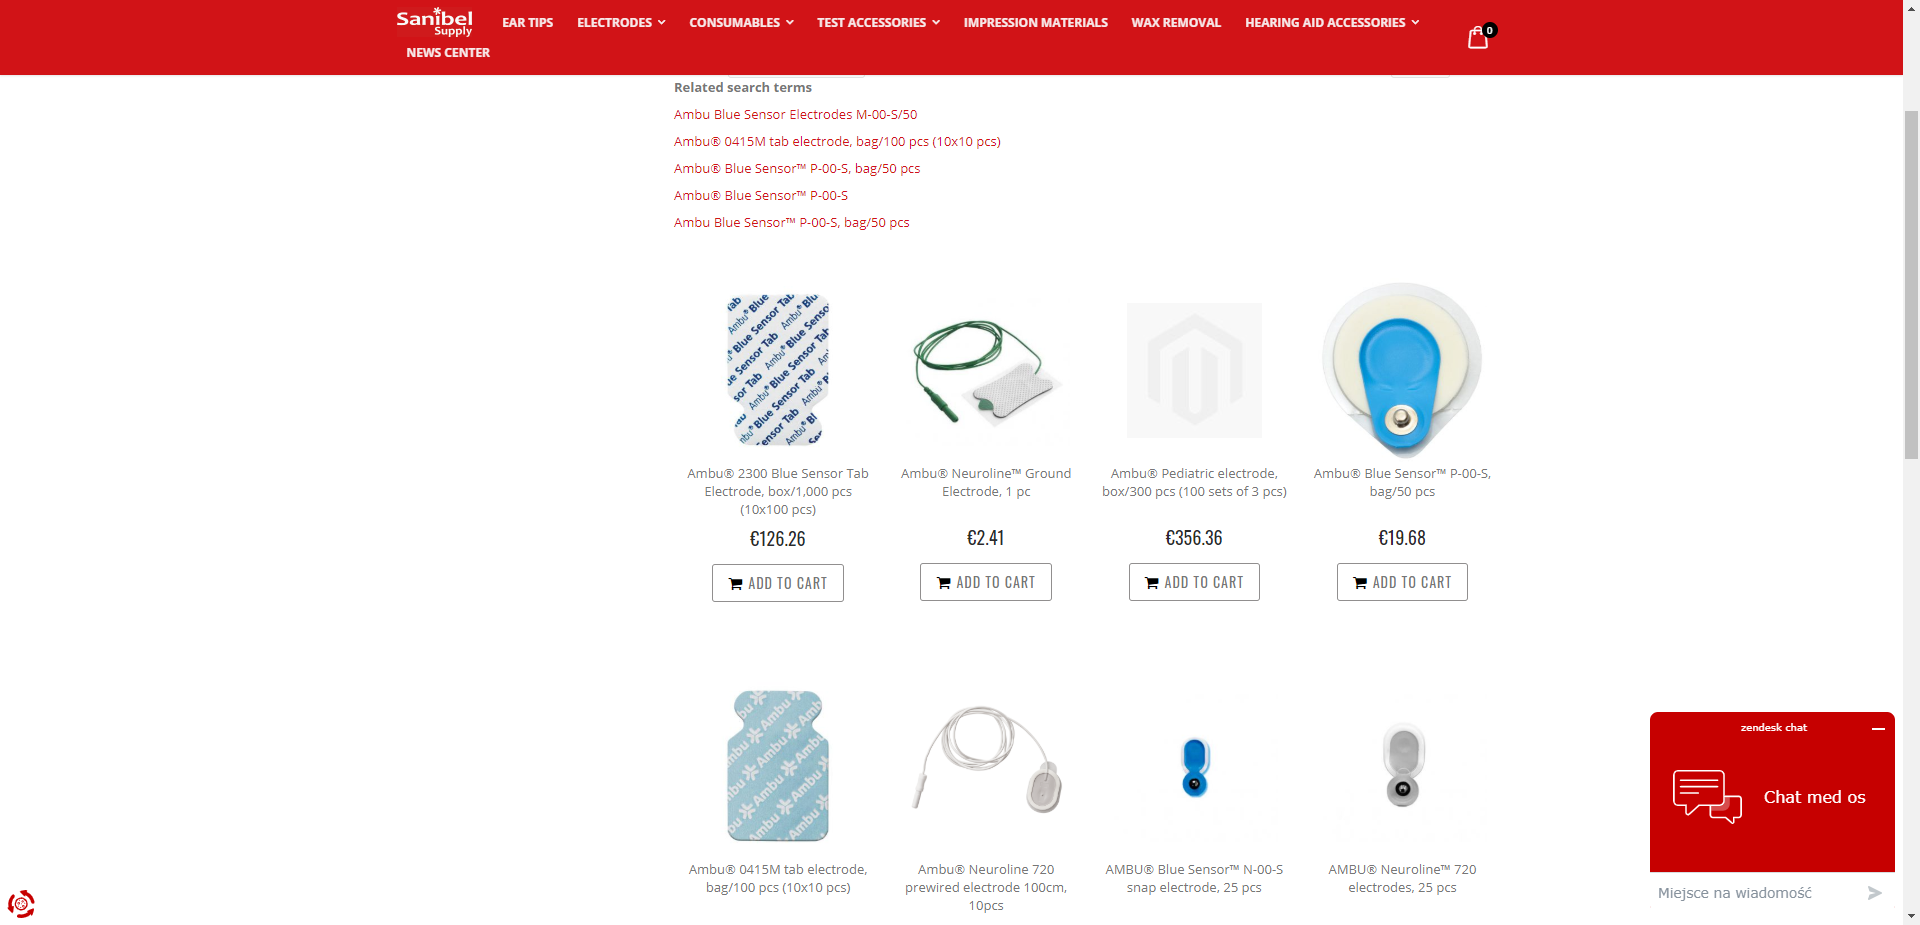 Sanibel Supply
EAR TIPS
ELECTRODES
CONSUMABLES
TEST ACCESSORIES
IMPRESSION MATERIALS
WAX REMOVAL
HEARING AID ACCESSORIES
0
NEWS CENTER
Related search terms
Ambu Blue Sensor Electrodes M-00-S/50
Ambu® 0415M tab electrode, bag/100 pcs (10x10 pcs)
Ambu® Blue Sensor™ P-00-S, bag/50 pcs
Ambu® Blue Sensor™ P-00-S
Ambu Blue Sensor™ P-00-S, bag/50 pcs
Ambu® Blue Sensor Tab
Ambu® 2300 Blue Sensor Tab
Electrode, box/1,000 pcs
(10x100 pcs)
€126.26
ADD TO CART
Ambu® Neuroline™ Ground
Electrode, 1 pc
€2.41
ADD TO CART
Ambu® Pediatric electrode,
box/300 pcs (100 sets of 3 pcs)
€356.36
ADD TO CART
Ambu® Blue Sensor™ P-00-S,
bag/50 pcs
€19.68
ADD TO CART
Ambu
Ambu® 0415M tab electrode,
bag/100 pcs (10x10 pcs)
Ambu® Neuroline 720
prewired electrode 100cm,
10pcs
AMBU® Blue Sensor™ N-00-S
snap electrode, 25 pcs
AMBU® Neuroline™ 720
electrodes, 25 pcs
zendesk chat
Chat med os
Miejsce na wiadomość